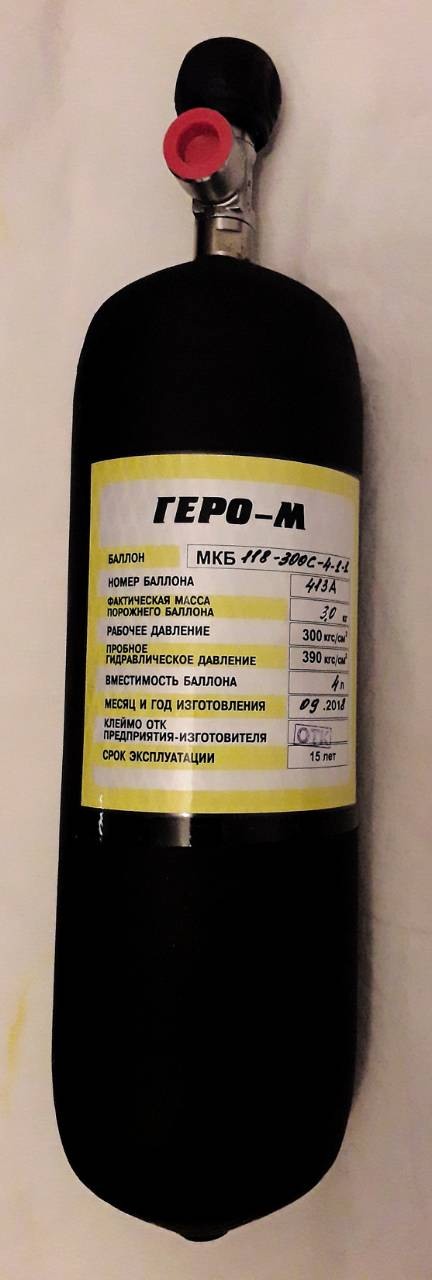 ГЕРО-М
БАЛЛОН МКБ 118-300С-4-1-1
НОМЕР БАЛЛОНА 413А
ФАКТИЧЕСКАЯ МАССА
ПОРОЖНЕГО БАЛЛОНА 3,0 кг
РАБОЧЕЕ ДАВЛЕНИЕ 300 кгс/см²
ПРОБНОЕ
ГИДРАВЛИЧЕСКОЕ ДАВЛЕНИЕ 390 кгс/см²
ВМЕСТИМОСТЬ БАЛЛОНА 4 л
МЕСЯЦ И ГОД ИЗГОТОВЛЕНИЯ 09.2018
КЛЕЙМО ОТК
ПРЕДПРИЯТИЯ-ИЗГОТОВИТЕЛЯ ОТК
СРОК ЭКСПЛУАТАЦИИ 15 лет